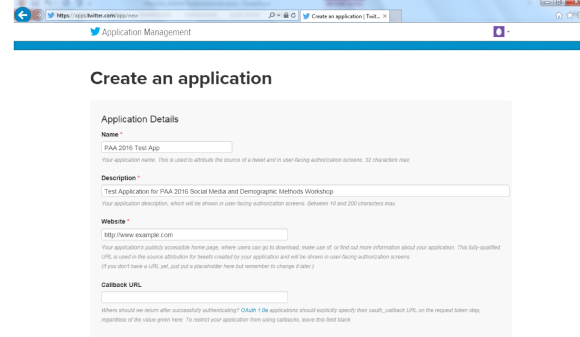 https://apps.twitter.com/app/new
Twitter Create an application | Twit... ×
Application Management
Create an application
Application Details
Name *
PAA 2016 Test App
Your application name. This is used to attribute the source of a tweet and in user-facing authorization screens. 32 characters max.
Description *
Test Application for PAA 2016 Social Media and Demographic Methods Workshop
Your application description, which will be shown in user-facing authorization screens. Between 10 and 200 characters max.
Website *
http://www.example.com
Your application's publicly accessible home page, where users can go to download, make use of, or find out more information about your application. This fully-qualified
URL is used in the source attribution for tweets created by your application and will be shown in user-facing authorization screens.
(If you don't have a URL yet, just put a placeholder here but remember to change it later.)
Callback URL
Where should we return after successfully authenticating? OAuth 1.0a applications should explicitly specify their oauth_callback URL on the request token step,
regardless of the value given here. To restrict your application from using callbacks, leave this field blank.